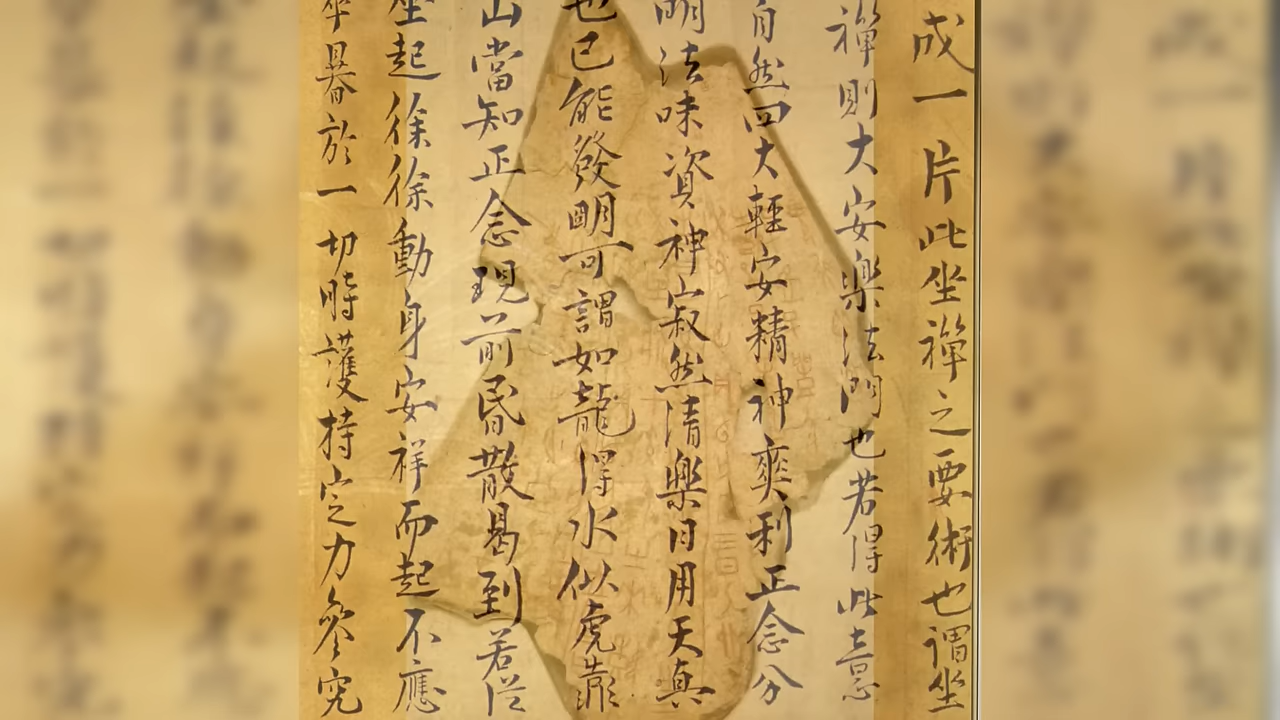 成一片此坐禪之要術也謂坐
禪則大安樂法門也若得此意
自然四大輕安精神爽利正念分
明法味資神寂然清樂日用天真
也已能發明可謂如龍得水似虎靠
山當知正念現前昏散曷到若從
坐起徐徐動身安祥而起不應
卒暴於一切時護持定力參究